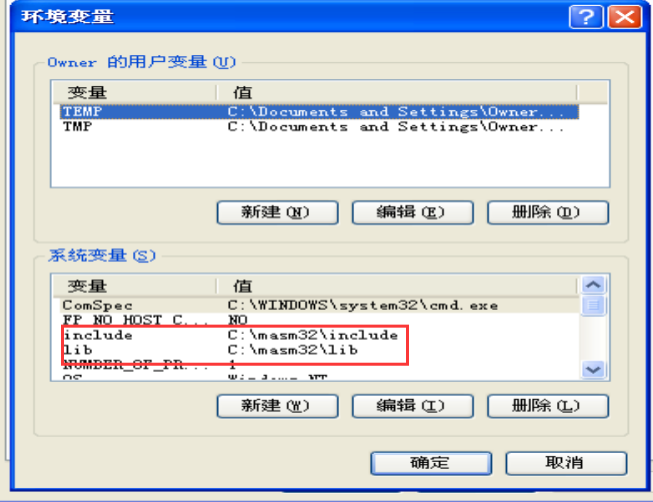 环境变量
Owner 的用户变量(U)
变量 值
TEMP C:\Documents and Settings\Owner...
TMP C:\Documents and Settings\Owner...
新建(N) 编辑(E) 删除(D)
系统变量(S)
变量 值
ComSpec C:\WINDOWS\system32\cmd.exe
FP_NO_HOST_C... NO
include C:\masm32\include
lib C:\masm32\lib
NUMBER_OF_PR... 1
OS Windows_NT
新建(W) 编辑(I) 删除(L)
确定 取消